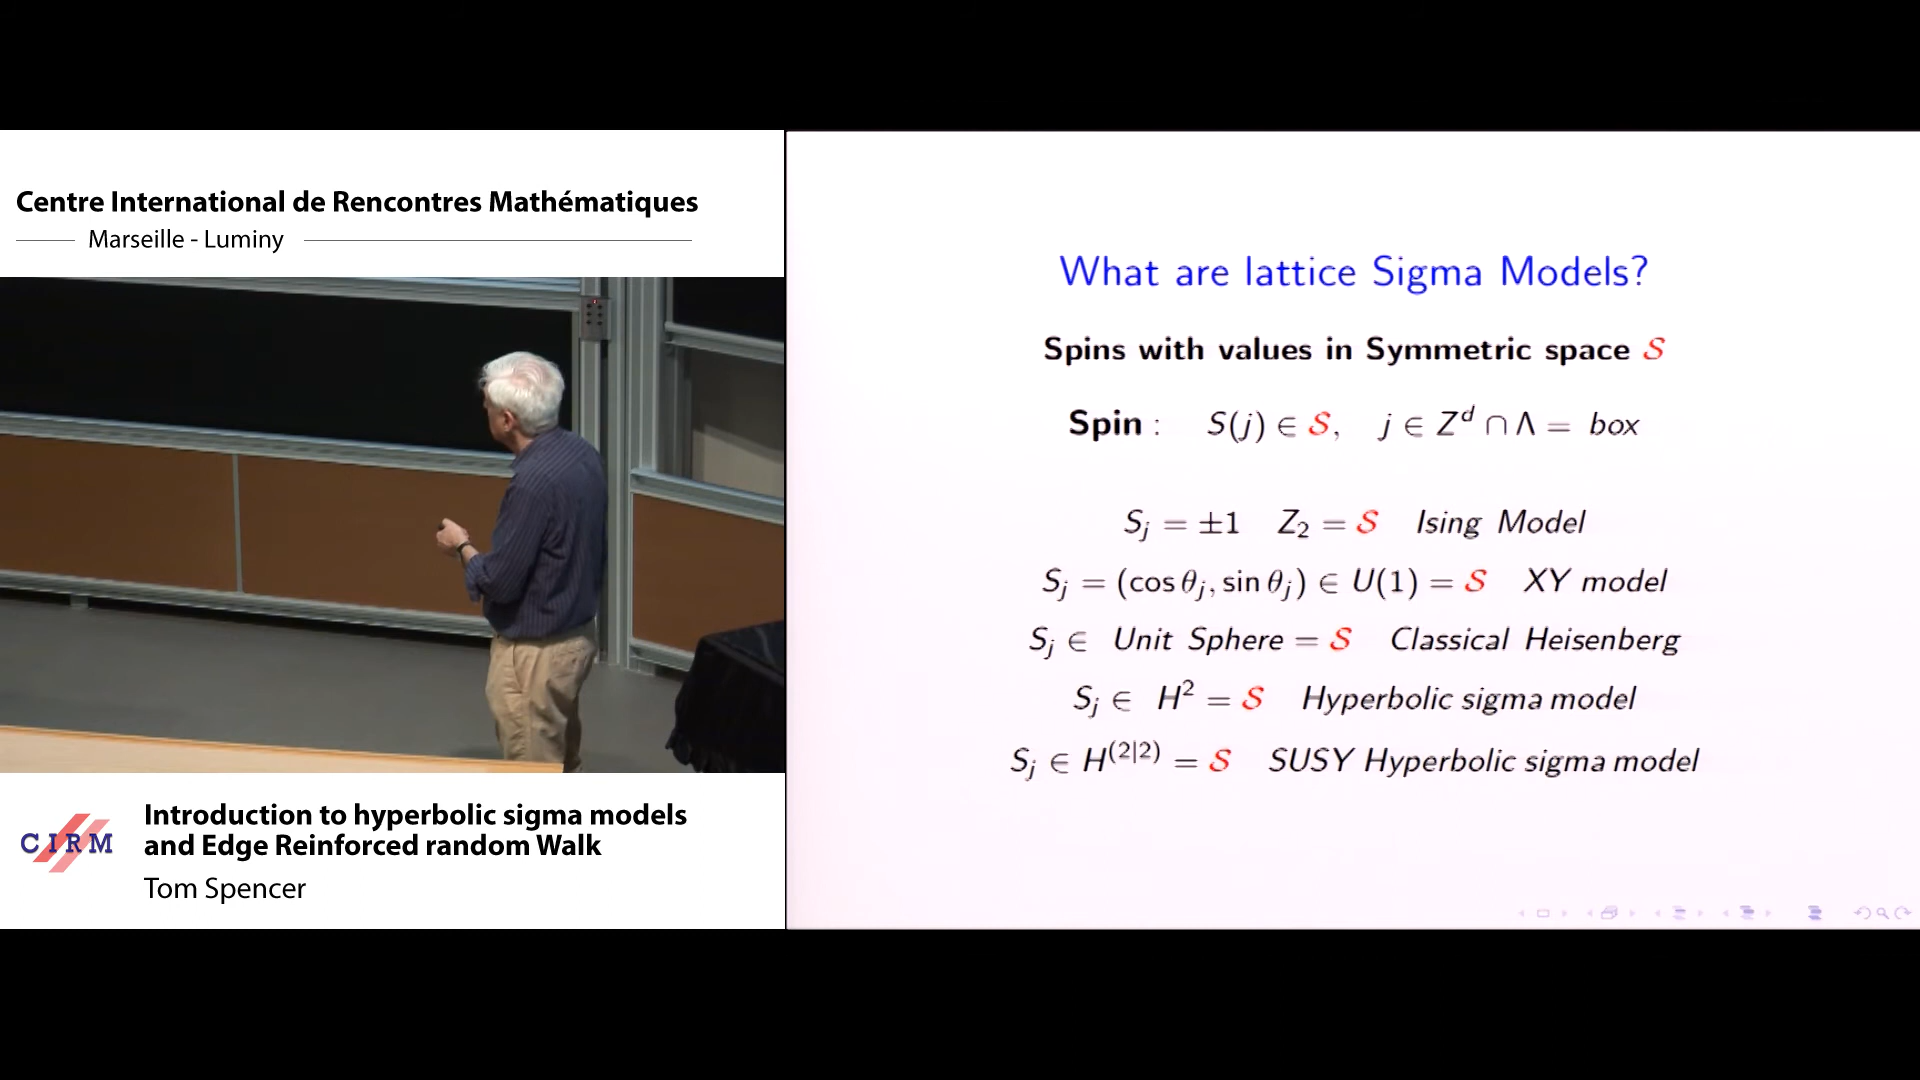 Centre International de Rencontres Mathématiques
Marseille - Luminy
CIRM
Introduction to hyperbolic sigma models
and Edge Reinforced random Walk
Tom Spencer
What are lattice Sigma Models?
Spins with values in Symmetric space 𝒮
Spin : S(j) ∈ 𝒮, j ∈ Z^d ∩ Λ = box
S_j = ±1 Z_2 = 𝒮 Ising Model
S_j = (cos θ_j, sin θ_j) ∈ U(1) = 𝒮 XY model
S_j ∈ Unit Sphere = 𝒮 Classical Heisenberg
S_j ∈ H^2 = 𝒮 Hyperbolic sigma model
S_j ∈ H^(2|2) = 𝒮 SUSY Hyperbolic sigma model